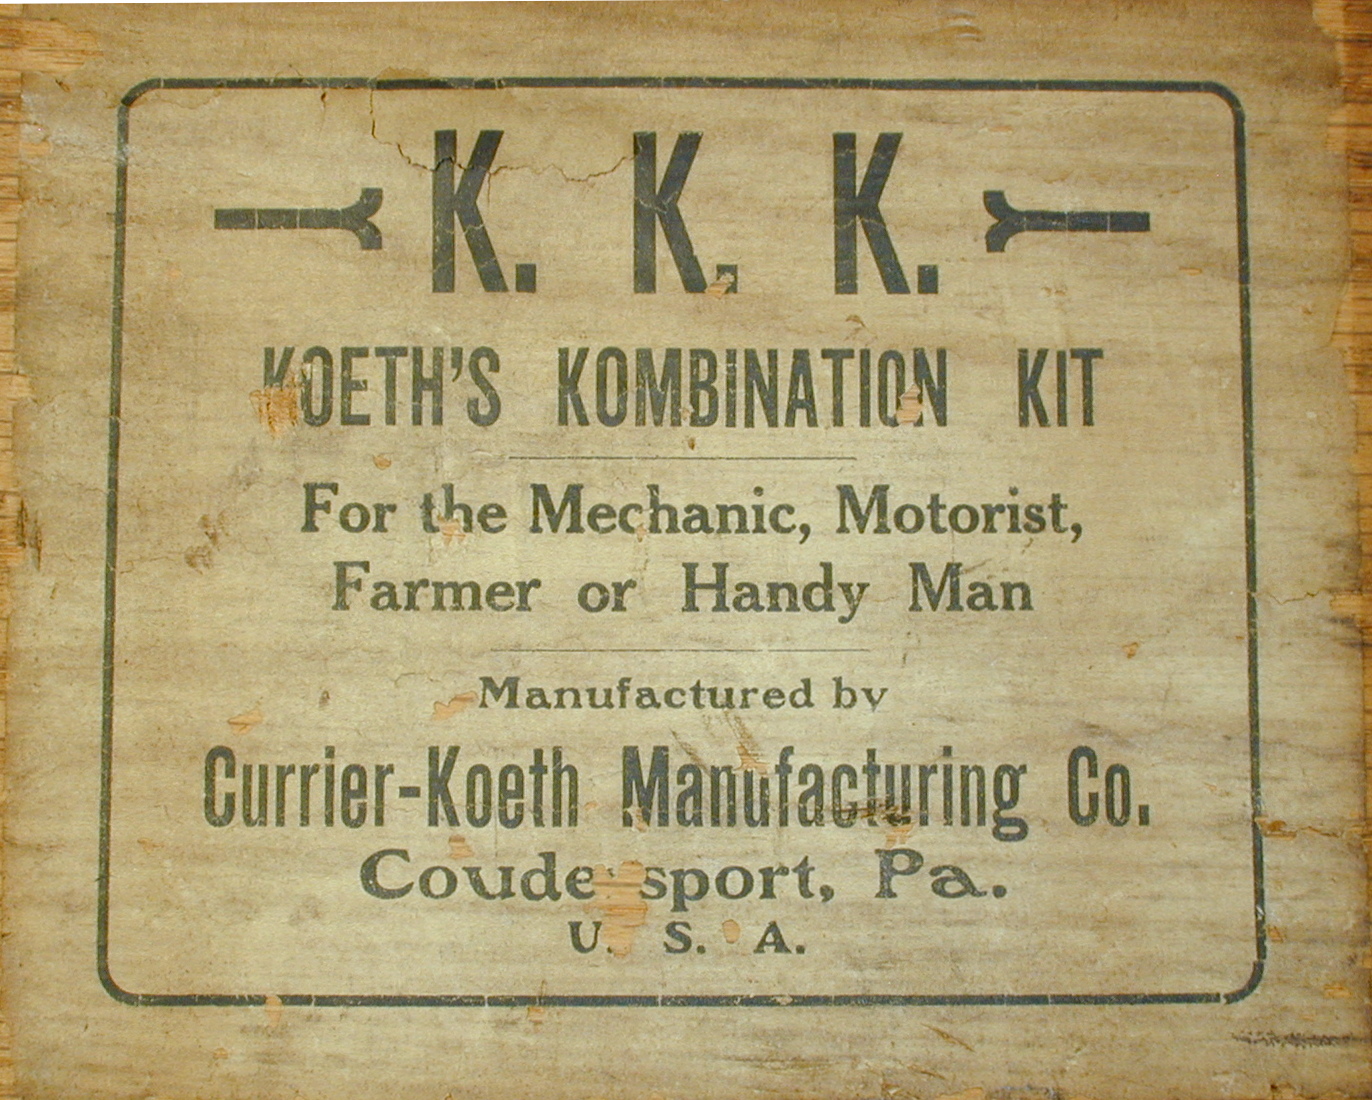 K. K. K.
KOETH'S KOMBINATION KIT
For the Mechanic, Motorist,
Farmer or Handy Man
Manufactured by
Currier-Koeth Manufacturing Co.
Coudersport, Pa.
U. S. A.